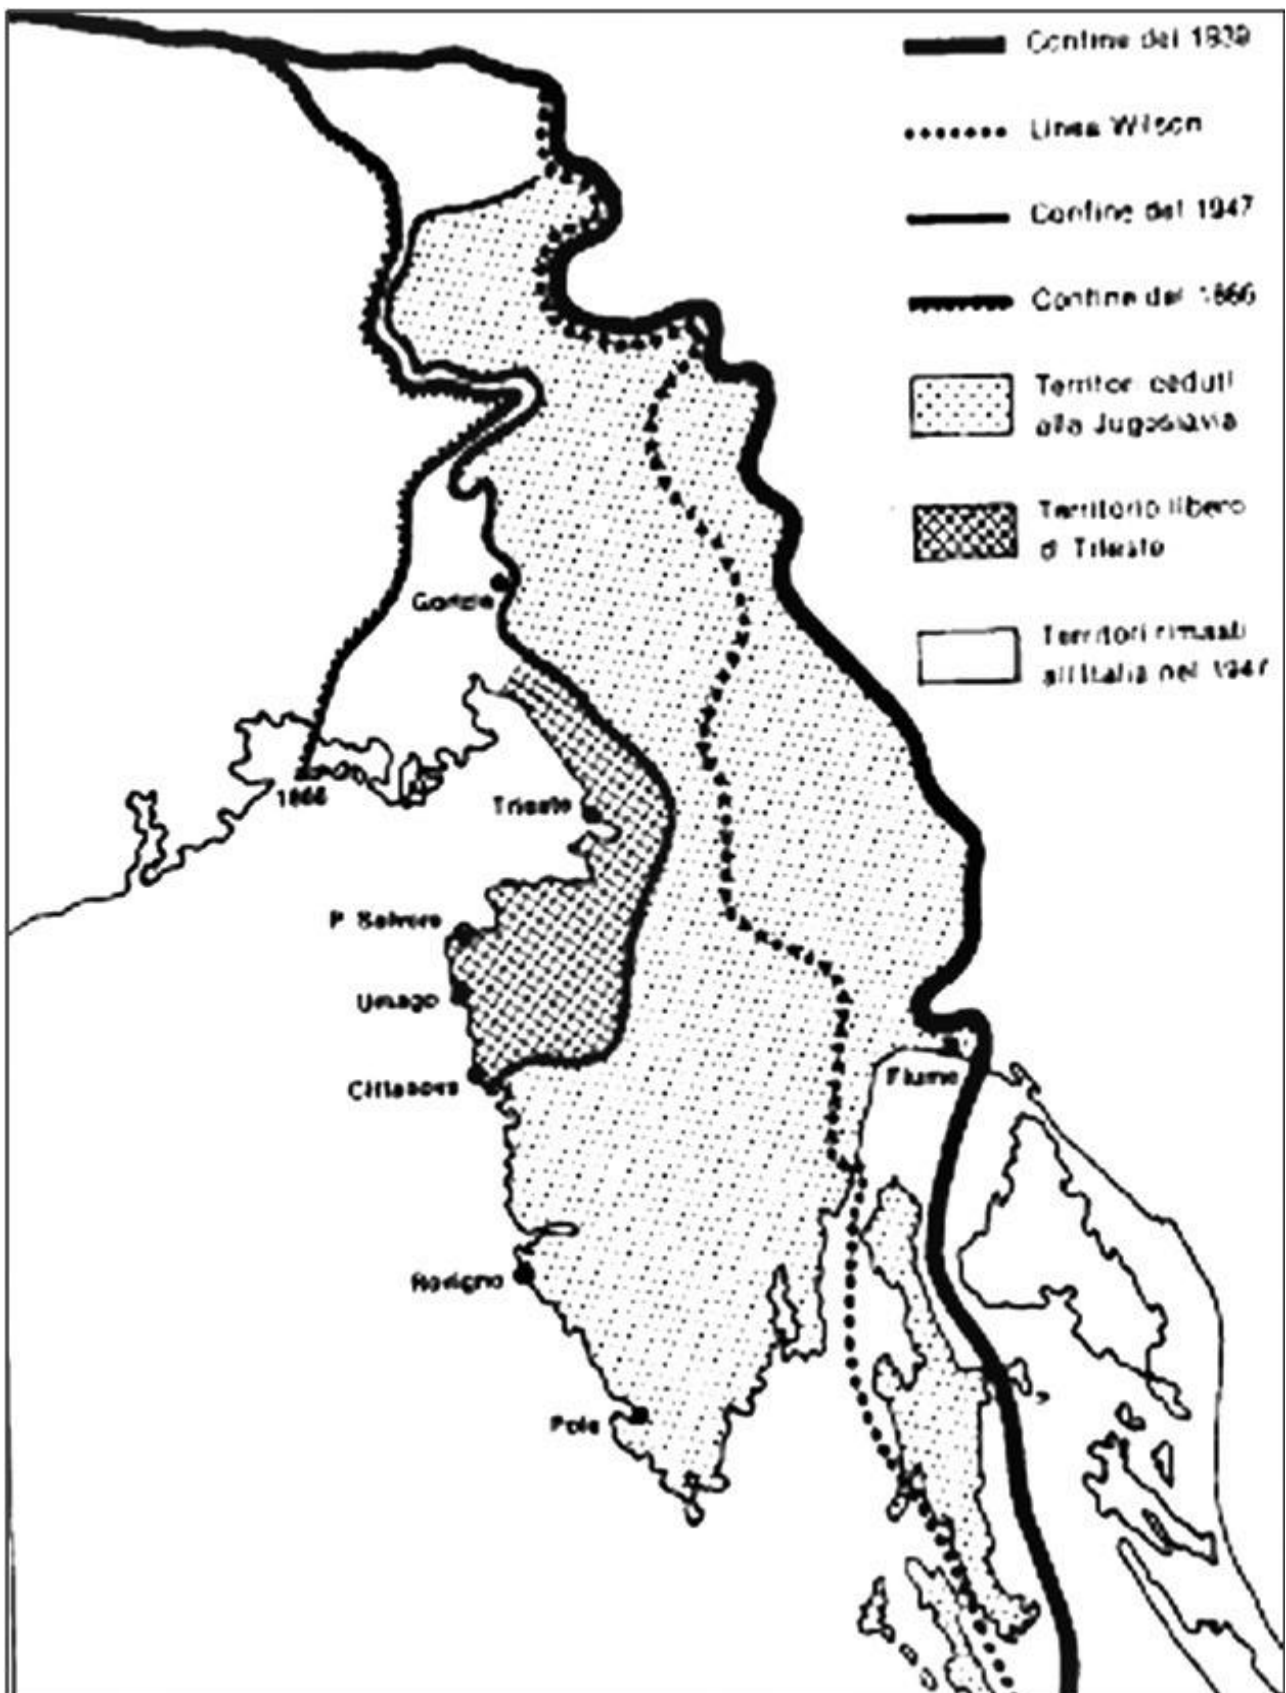 Confine del 1939
Linea Wilson
Confine del 1947
Confine del 1866
Territori ceduti
alla Jugoslavia
Territorio libero
di Trieste
Territori rimasti
all'Italia nel 1947
Gorizia
1866
Trieste
P. Salvore
Umago
Cittanova
Fiume
Rovigno
Pola